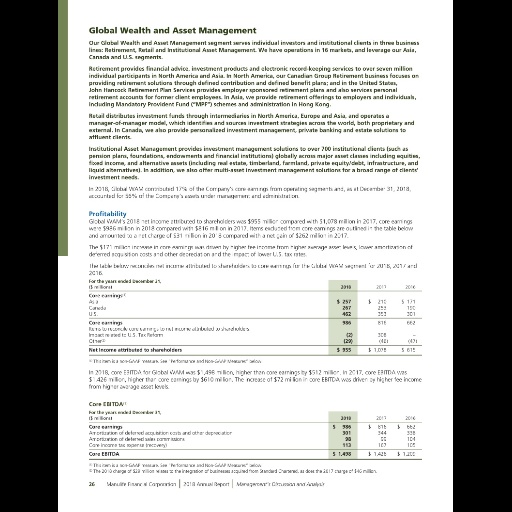 Global Wealth and Asset Management
Our Global Wealth and Asset Management segment serves individual investors and institutional clients in three business
lines: Retirement, Retail and Institutional Asset Management. We have operations in 16 markets, and leverage our Asia,
Canada and U.S. segments.
Retirement provides financial advice, investment products and electronic record-keeping services to over seven million
individual participants in North America and Asia. In North America, our Canadian Group Retirement business focuses on
providing retirement solutions through defined contribution and defined benefit plans; and in the United States,
John Hancock Retirement Plan Services provides employer sponsored retirement plans and also services personal
retirement accounts for former client employees. In Asia, we provide retirement offerings to employers and individuals,
including Mandatory Provident Fund ("MPF") schemes and administration in Hong Kong.
Retail distributes investment funds through intermediaries in North America, Europe and Asia, and operates a
manager-of-manager model, which identifies and sources investment strategies across the world, both proprietary and
external. In Canada, we also provide personalized investment management, private banking and estate solutions to
affluent clients.
Institutional Asset Management provides investment management solutions to over 700 institutional clients (such as
pension plans, foundations, endowments and financial institutions) globally across major asset classes including equities,
fixed income, and alternative assets (including real estate, timberland, farmland, private equity/debt, infrastructure, and
liquid alternatives). In addition, we also offer multi-asset investment management solutions for a broad range of clients'
investment needs.
In 2018, Global WAM contributed 17% of the Company's core earnings from operating segments and, as at December 31, 2018,
accounted for 56% of the Company's assets under management and administration.
Profitability
Global WAM's 2018 net income attributed to shareholders was $955 million compared with $1,078 million in 2017, core earnings
were $986 million in 2018 compared with $816 million in 2017. Items excluded from core earnings are outlined in the table below
and amounted to a net charge of $31 million in 2018 compared with a net gain of $262 million in 2017.
The $171 million increase in core earnings was driven by higher fee income from higher average asset levels, lower amortization of
deferred acquisition costs and other depreciation and the impact of lower U.S. tax rates.
The table below reconciles net income attributed to shareholders to core earnings for the Global WAM segment for 2018, 2017 and
2016.
For the years ended December 31,
($ millions) 2018 2017 2016
Core earnings(1)
Asia $ 257 $ 210 $ 171
Canada 267 253 190
U.S. 462 353 301
Core earnings 986 816 662
Items to reconcile core earnings to net income attributed to shareholders
Impact related to U.S. Tax Reform (2) 308 –
Other(2) (29) (46) (47)
Net income attributed to shareholders $ 955 $ 1,078 $ 615
(1) This item is a non-GAAP measure. See "Performance and Non-GAAP Measures" below.
In 2018, core EBITDA for Global WAM was $1,498 million, higher than core earnings by $512 million. In 2017, core EBITDA was
$1,426 million, higher than core earnings by $610 million. The increase of $72 million in core EBITDA was driven by higher fee income
from higher average asset levels.
Core EBITDA(1)
For the years ended December 31,
($ millions) 2018 2017 2016
Core earnings $ 986 $ 816 $ 662
Amortization of deferred acquisition costs and other depreciation 301 344 338
Amortization of deferred sales commissions 98 99 104
Core income tax expense (recovery) 113 167 105
Core EBITDA $ 1,498 $ 1,426 $ 1,209
(1) This item is a non-GAAP measure. See "Performance and Non-GAAP Measures" below.
(2) The 2018 charge of $29 million relates to the integration of businesses acquired from Standard Chartered, as does the 2017 charge of $46 million.
26 Manulife Financial Corporation | 2018 Annual Report | Management's Discussion and Analysis